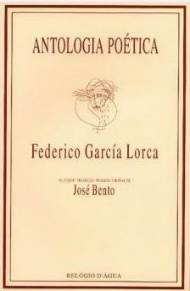 ANTOLOGIA POÉTICA
Federico García Lorca
José Bento
RELÓGIO D'ÁGUA